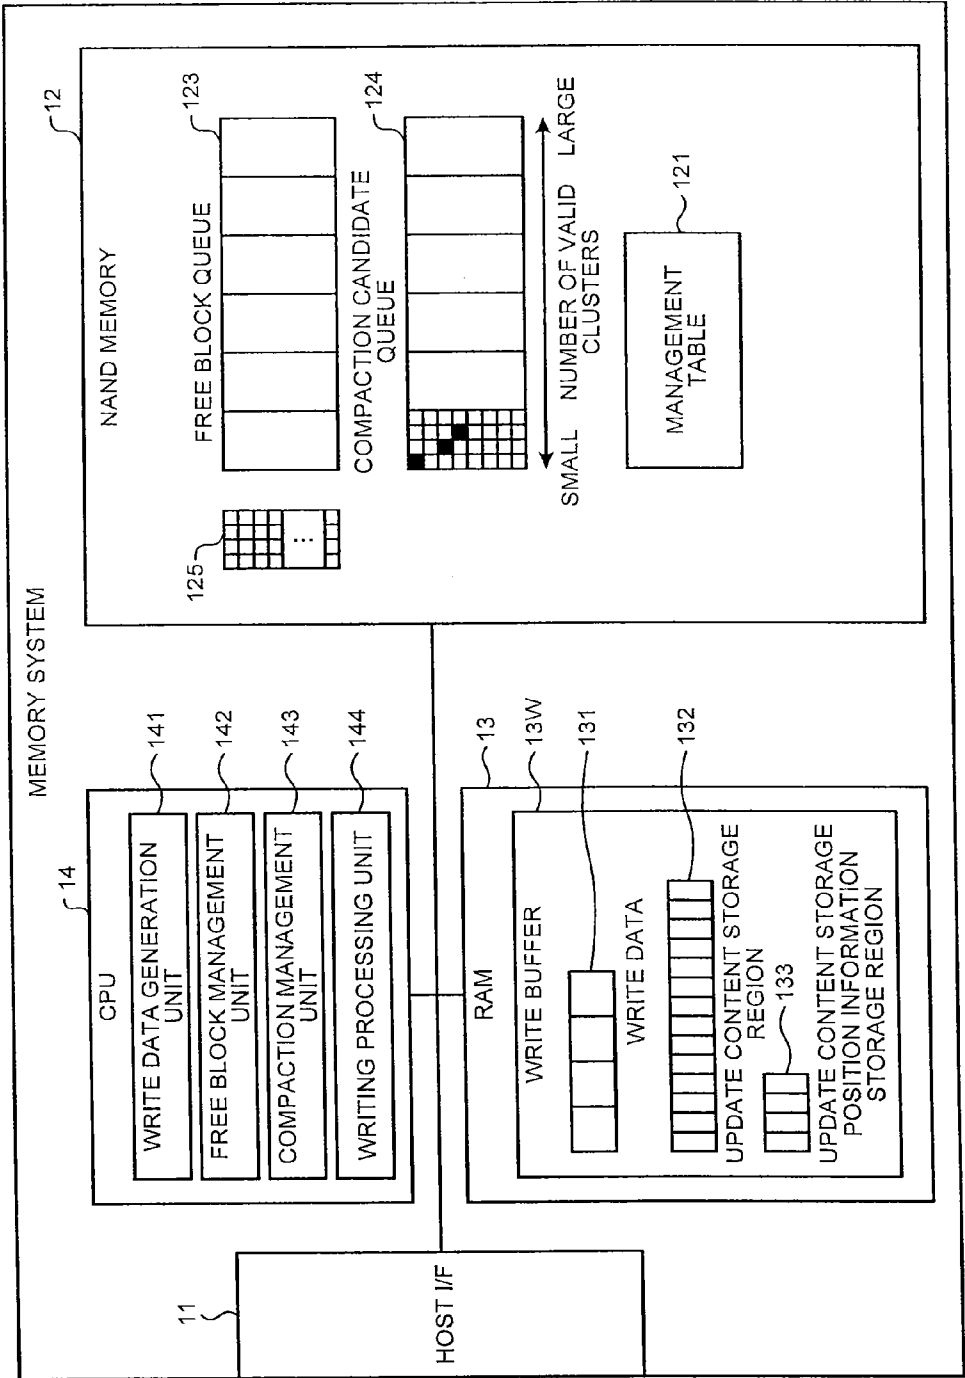 MEMORY SYSTEM
11
HOST I/F
14
CPU
WRITE DATA GENERATION
UNIT
141
FREE BLOCK MANAGEMENT
UNIT
142
COMPACTION MANAGEMENT
UNIT
143
WRITING PROCESSING UNIT
144
13
RAM
13W
WRITE BUFFER
131
WRITE DATA
132
UPDATE CONTENT STORAGE
REGION
133
UPDATE CONTENT STORAGE
POSITION INFORMATION
STORAGE REGION
12
NAND MEMORY
125
FREE BLOCK QUEUE
123
COMPACTION CANDIDATE
QUEUE
124
SMALL NUMBER OF VALID LARGE
CLUSTERS
MANAGEMENT
TABLE
121